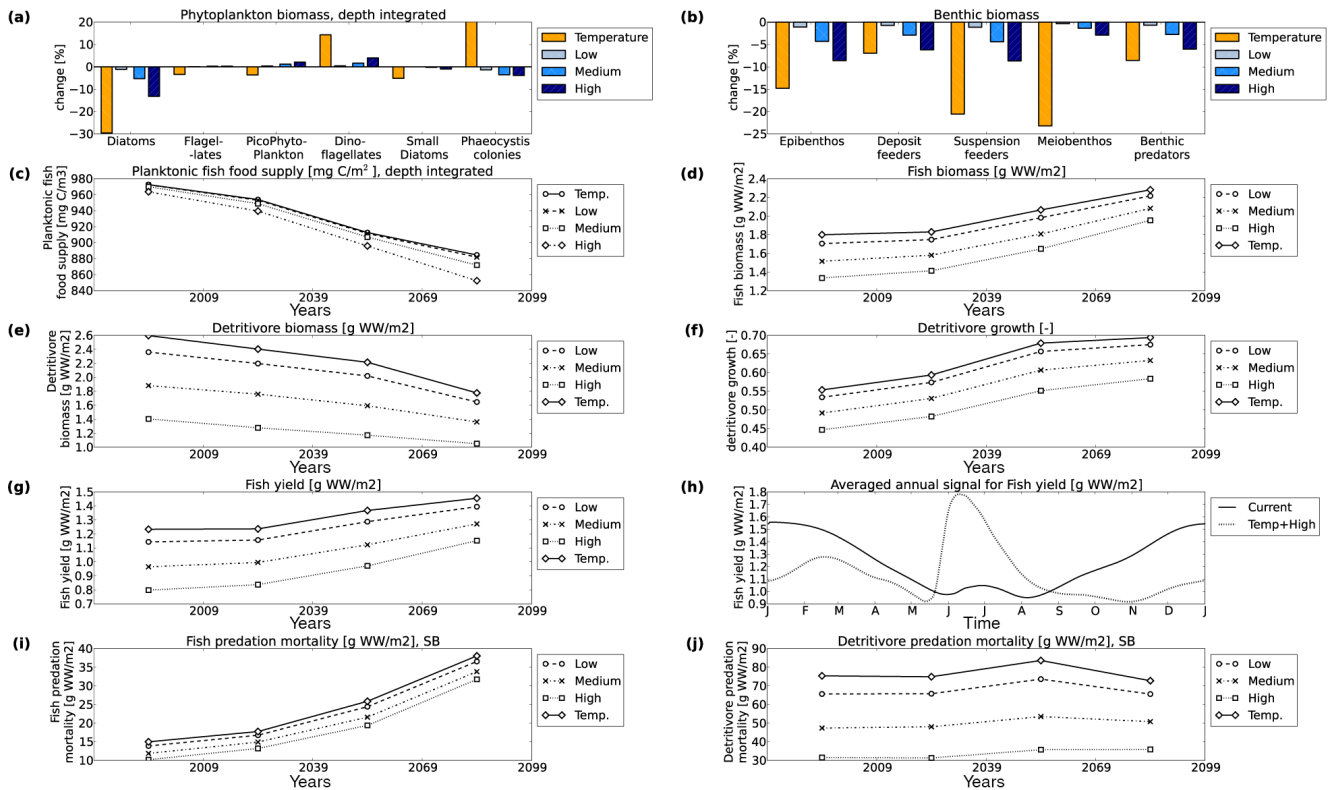 (a)
Phytoplankton biomass, depth integrated
change [%]
20
10
0
−10
−20
−30
Diatoms
Flagel-
-lates
PicoPhyto-
Plankton
Dino-
flagellates
Small
Diatoms
Phaeocystis
colonies
Temperature
Low
Medium
High
(b)
Benthic biomass
change [%]
0
−5
−10
−15
−20
−25
Epibenthos
Deposit
feeders
Suspension
feeders
Meiobenthos
Benthic
predators
Temperature
Low
Medium
High
(c)
Planktonic fish food supply [mg C/m² ], depth integrated
Planktonic fish
food supply [mg C/m3]
980
960
940
920
900
880
860
840
2009
2039
2069
2099
Years
Temp.
Low
Medium
High
(d)
Fish biomass [g WW/m2]
Fish biomass [g WW/m2]
2.4
2.2
2.0
1.8
1.6
1.4
1.2
2009
2039
2069
2099
Years
Low
Medium
High
Temp.
(e)
Detritivore biomass [g WW/m2]
Detritivore
biomass [g WW/m2]
2.6
2.4
2.2
2.0
1.8
1.6
1.4
1.2
1.0
2009
2039
2069
2099
Years
Low
Medium
High
Temp.
(f)
Detritivore growth [-]
detritivore growth [-]
0.70
0.65
0.60
0.55
0.50
0.45
0.40
2009
2039
2069
2099
Years
Low
Medium
High
Temp.
(g)
Fish yield [g WW/m2]
Fish yield [g WW/m2]
1.5
1.4
1.3
1.2
1.1
1.0
0.9
0.8
0.7
2009
2039
2069
2099
Years
Low
Medium
High
Temp.
(h)
Averaged annual signal for Fish yield [g WW/m2]
Fish yield [g WW/m2]
1.8
1.7
1.6
1.5
1.4
1.3
1.2
1.1
1.0
0.9
J F M A M J J A S O N D J
Time
Current
Temp+High
(i)
Fish predation mortality [g WW/m2], SB
Fish predation
mortality [g WW/m2]
40
35
30
25
20
15
10
2009
2039
2069
2099
Years
Low
Medium
High
Temp.
(j)
Detritivore predation mortality [g WW/m2], SB
Detritivore predation
mortality [g WW/m2]
90
80
70
60
50
40
30
2009
2039
2069
2099
Years
Low
Medium
High
Temp.